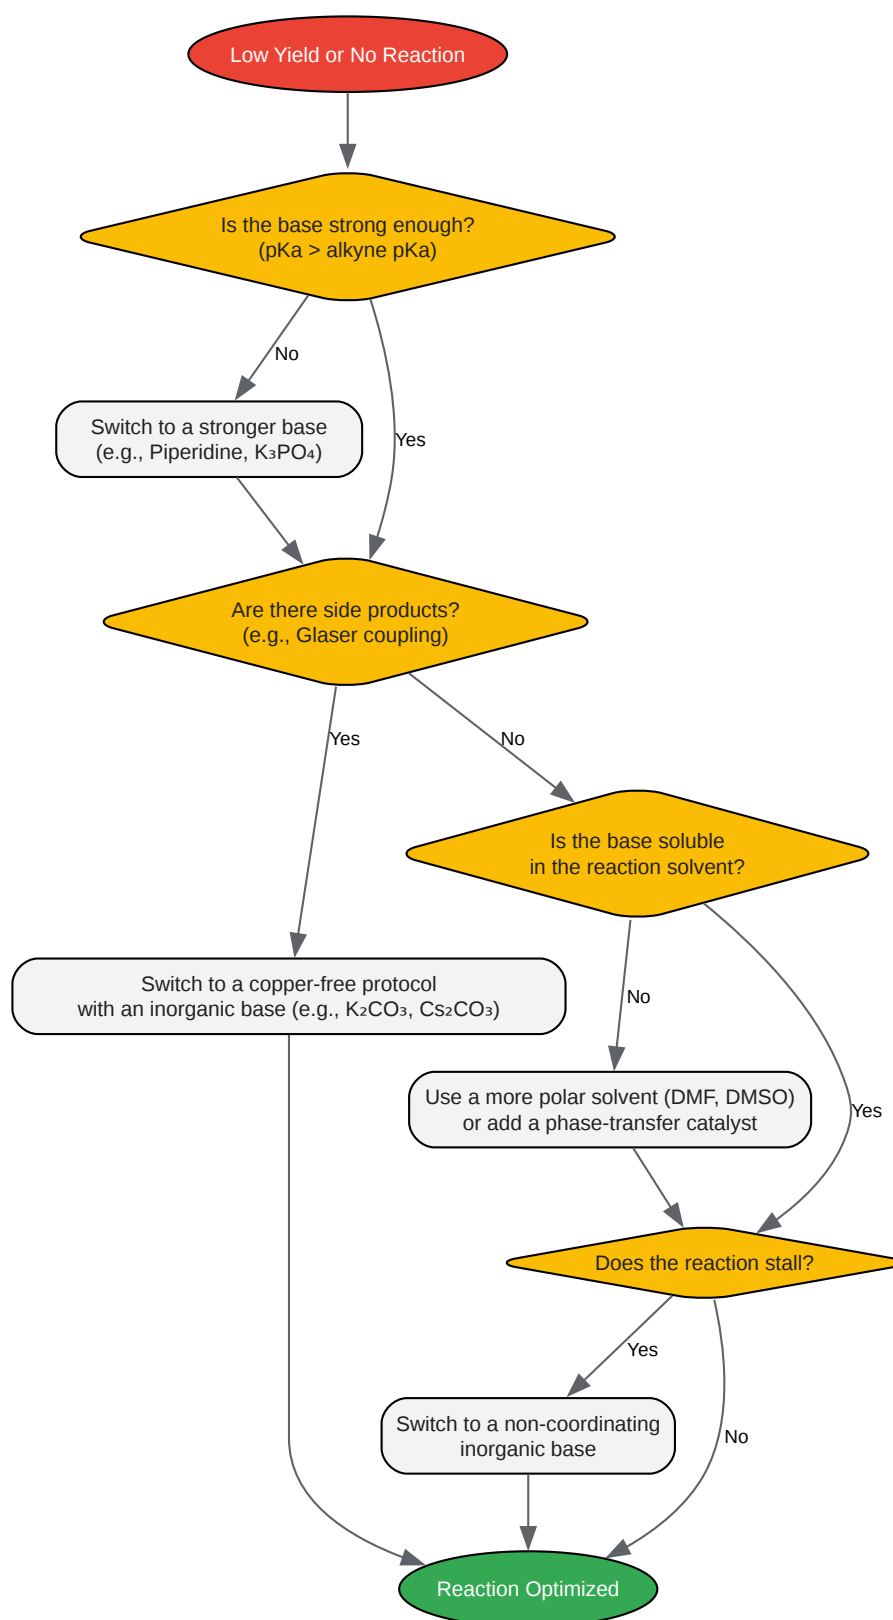 Low Yield or No Reaction
Is the base strong enough?
(pKa > alkyne pKa)
No
Switch to a stronger base
(e.g., Piperidine, K₃PO₄)
Yes
Are there side products?
(e.g., Glaser coupling)
Yes
No
Is the base soluble
in the reaction solvent?
Switch to a copper-free protocol
with an inorganic base (e.g., K₂CO₃, Cs₂CO₃)
No
Use a more polar solvent (DMF, DMSO)
or add a phase-transfer catalyst
Yes
Does the reaction stall?
Yes
Switch to a non-coordinating
inorganic base
No
Reaction Optimized